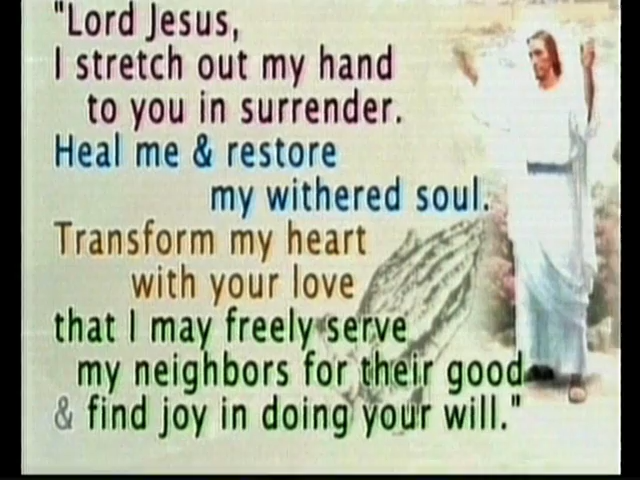 "Lord Jesus,
I stretch out my hand
to you in surrender.
Heal me & restore
my withered soul.
Transform my heart
with your love
that I may freely serve
my neighbors for their good
& find joy in doing your will."